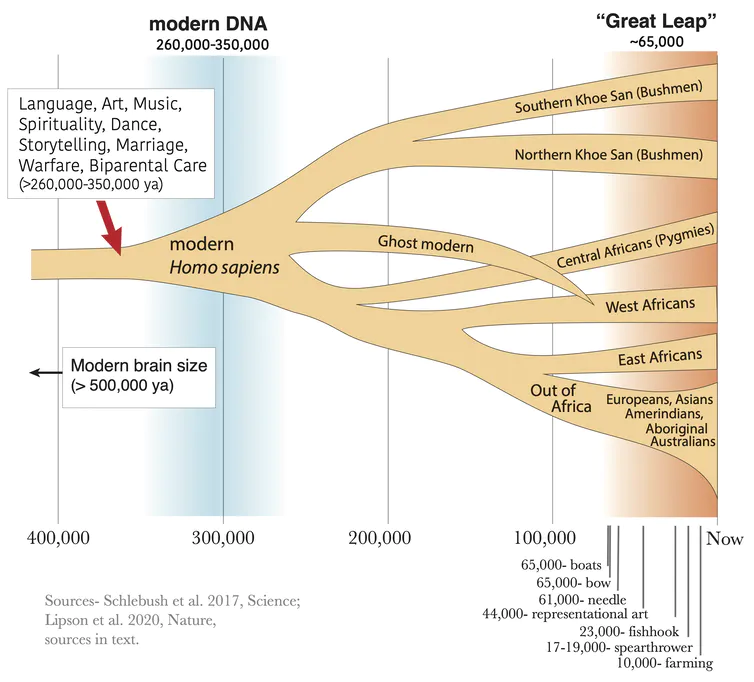 modern DNA
260,000-350,000
“Great Leap”
~65,000
Language, Art, Music,
Spirituality, Dance,
Storytelling, Marriage,
Warfare, Biparental Care
(>260,000-350,000 ya)
Southern Khoe San (Bushmen)
Northern Khoe San (Bushmen)
modern
Homo sapiens
Ghost modern
Central Africans (Pygmies)
West Africans
East Africans
Modern brain size
(> 500,000 ya)
Out of
Africa
Europeans, Asians
Amerindians,
Aboriginal
Australians
400,000
300,000
200,000
100,000
Now
65,000- boats
65,000- bow
61,000- needle
44,000- representational art
23,000- fishhook
17-19,000- spearthrower
10,000- farming
Sources- Schlebush et al. 2017, Science;
Lipson et al. 2020, Nature,
sources in text.